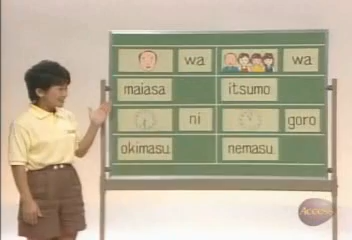 wa
wa
maiasa
itsumo
ni
goro
okimasu.
nemasu.
Access